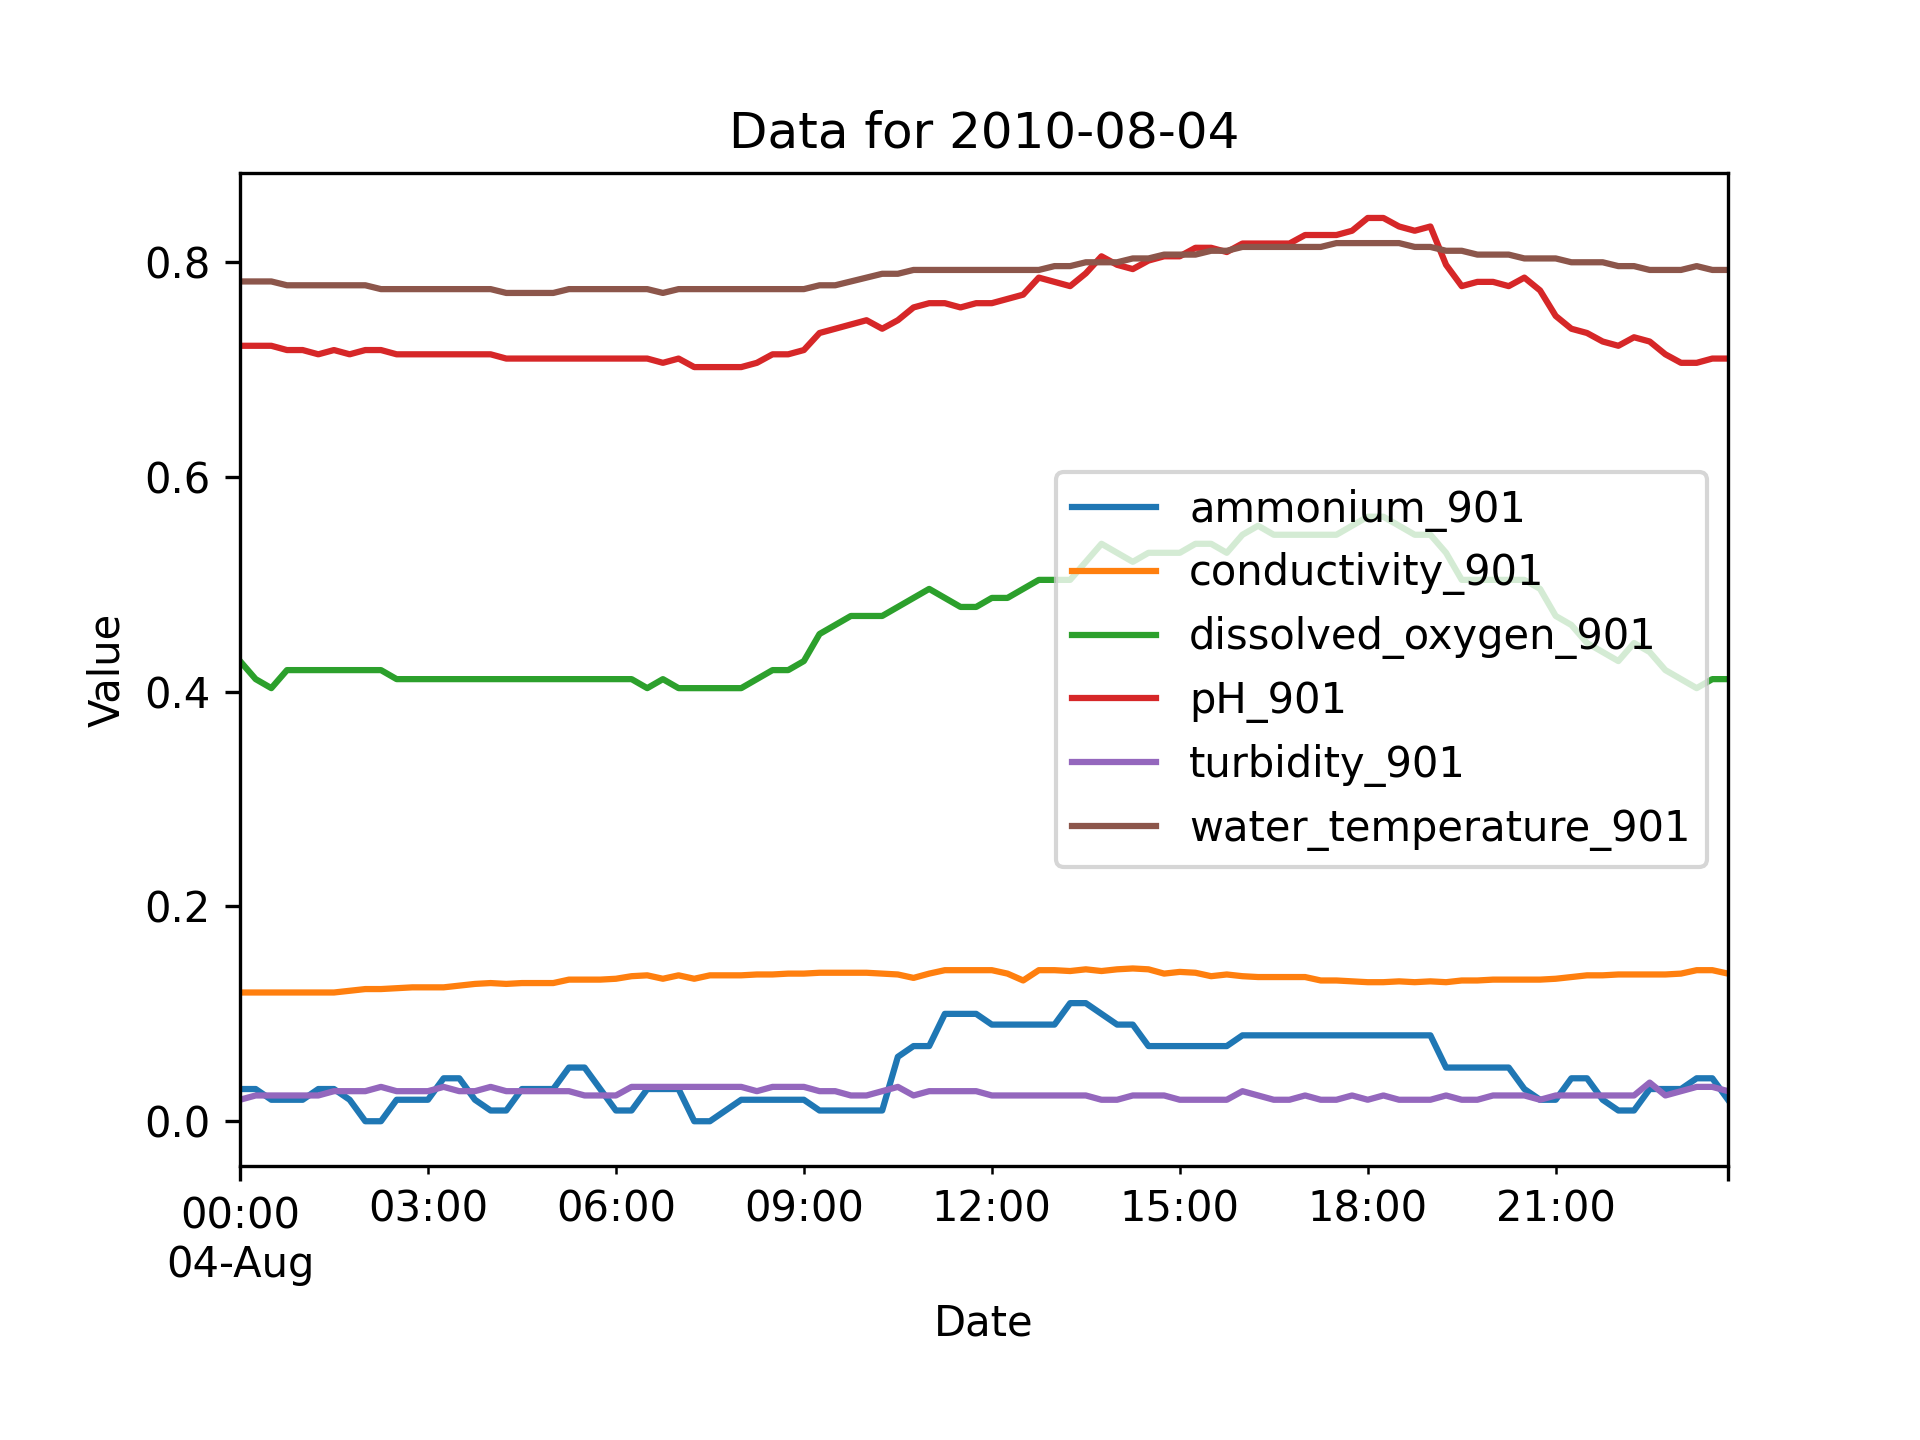 Data for 2010-08-04
Value
0.8
0.6
0.4
0.2
0.0
ammonium_901
conductivity_901
dissolved_oxygen_901
pH_901
turbidity_901
water_temperature_901
00:00 03:00 06:00 09:00 12:00 15:00 18:00 21:00
04-Aug
Date